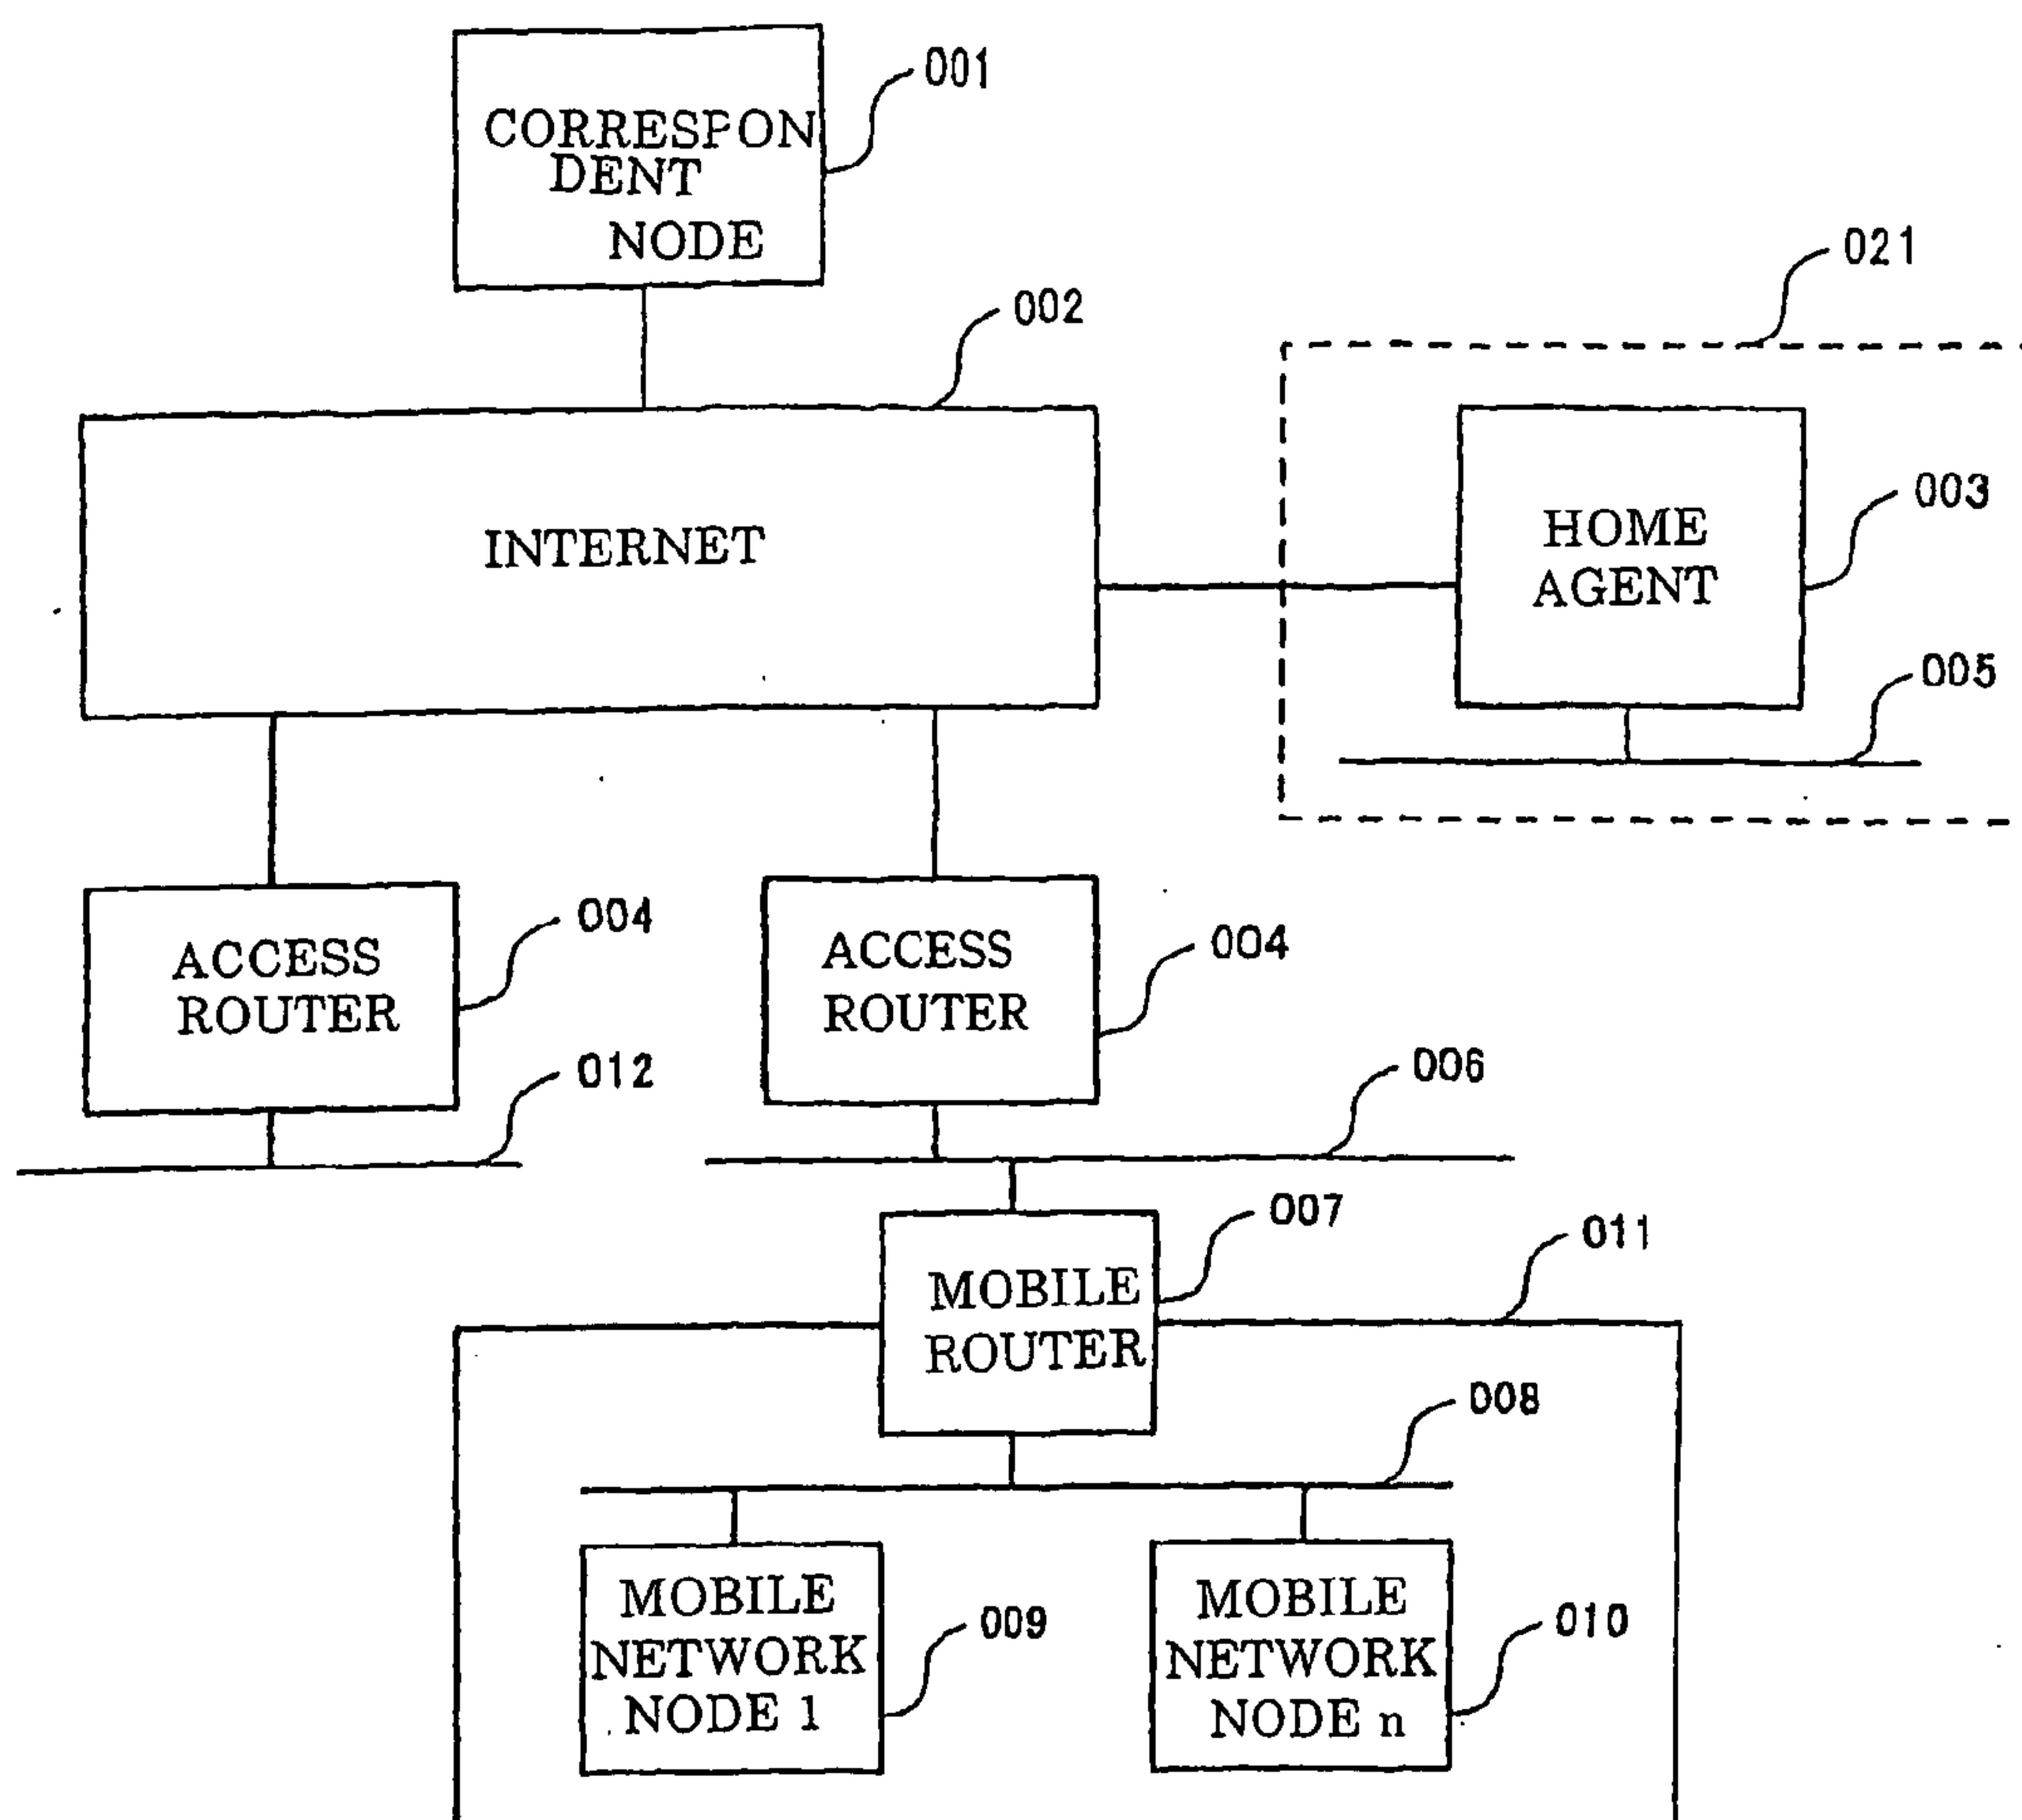 001
CORRESPON
DENT
NODE
021
002
HOME
AGENT
003
INTERNET
005
004
ACCESS
ROUTER
ACCESS
ROUTER
004
012
006
007
011
MOBILE
ROUTER
008
MOBILE
NETWORK
NODE 1
009
MOBILE
NETWORK
NODE n
010